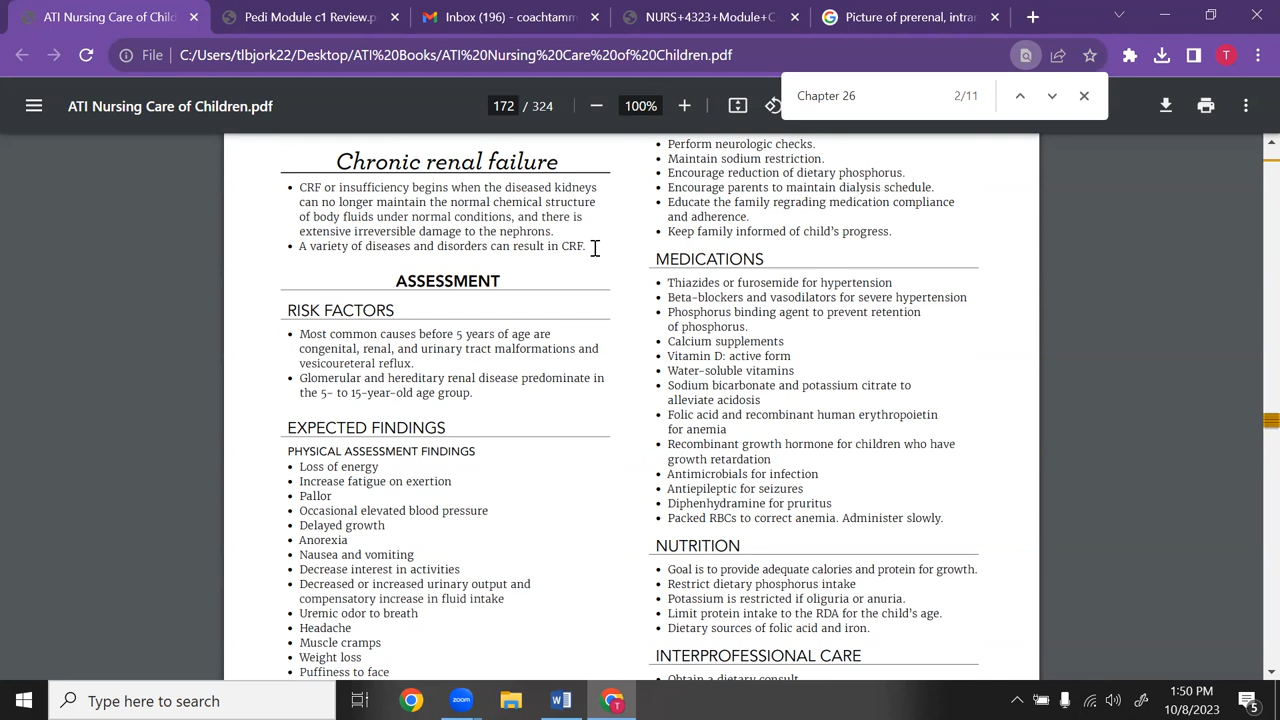 ATI Nursing Care of Chil
Pedi Module c1 Review.p
Inbox (196) - coachtamm
NURS+4323+Module+C
Picture of prerenal, intra
File
C:/Users/tlbjork22/Desktop/ATI%20Books/ATI%20Nursing%20Care%20of%20Children.pdf
T
ATI Nursing Care of Children.pdf
172 / 324
100%
Chapter 26
2/11
Chronic renal failure
• CRF or insufficiency begins when the diseased kidneys
can no longer maintain the normal chemical structure
of body fluids under normal conditions, and there is
extensive irreversible damage to the nephrons.
• A variety of diseases and disorders can result in CRF.
ASSESSMENT
RISK FACTORS
• Most common causes before 5 years of age are
congenital, renal, and urinary tract malformations and
vesicoureteral reflux.
• Glomerular and hereditary renal disease predominate in
the 5- to 15-year-old age group.
EXPECTED FINDINGS
PHYSICAL ASSESSMENT FINDINGS
• Loss of energy
• Increase fatigue on exertion
• Pallor
• Occasional elevated blood pressure
• Delayed growth
• Anorexia
• Nausea and vomiting
• Decrease interest in activities
• Decreased or increased urinary output and
compensatory increase in fluid intake
• Uremic odor to breath
• Headache
• Muscle cramps
• Weight loss
• Puffiness to face
• Perform neurologic checks.
• Maintain sodium restriction.
• Encourage reduction of dietary phosphorus.
• Encourage parents to maintain dialysis schedule.
• Educate the family regrading medication compliance
and adherence.
• Keep family informed of child's progress.
MEDICATIONS
• Thiazides or furosemide for hypertension
• Beta-blockers and vasodilators for severe hypertension
• Phosphorus binding agent to prevent retention
of phosphorus.
• Calcium supplements
• Vitamin D: active form
• Water-soluble vitamins
• Sodium bicarbonate and potassium citrate to
alleviate acidosis
• Folic acid and recombinant human erythropoietin
for anemia
• Recombinant growth hormone for children who have
growth retardation
• Antimicrobials for infection
• Antiepileptic for seizures
• Diphenhydramine for pruritus
• Packed RBCs to correct anemia. Administer slowly.
NUTRITION
• Goal is to provide adequate calories and protein for growth.
• Restrict dietary phosphorus intake
• Potassium is restricted if oliguria or anuria.
• Limit protein intake to the RDA for the child's age.
• Dietary sources of folic acid and iron.
INTERPROFESSIONAL CARE
• Obtain a dietary consult
Type here to search
zoom
W
T
1:50 PM
10/8/2023
5